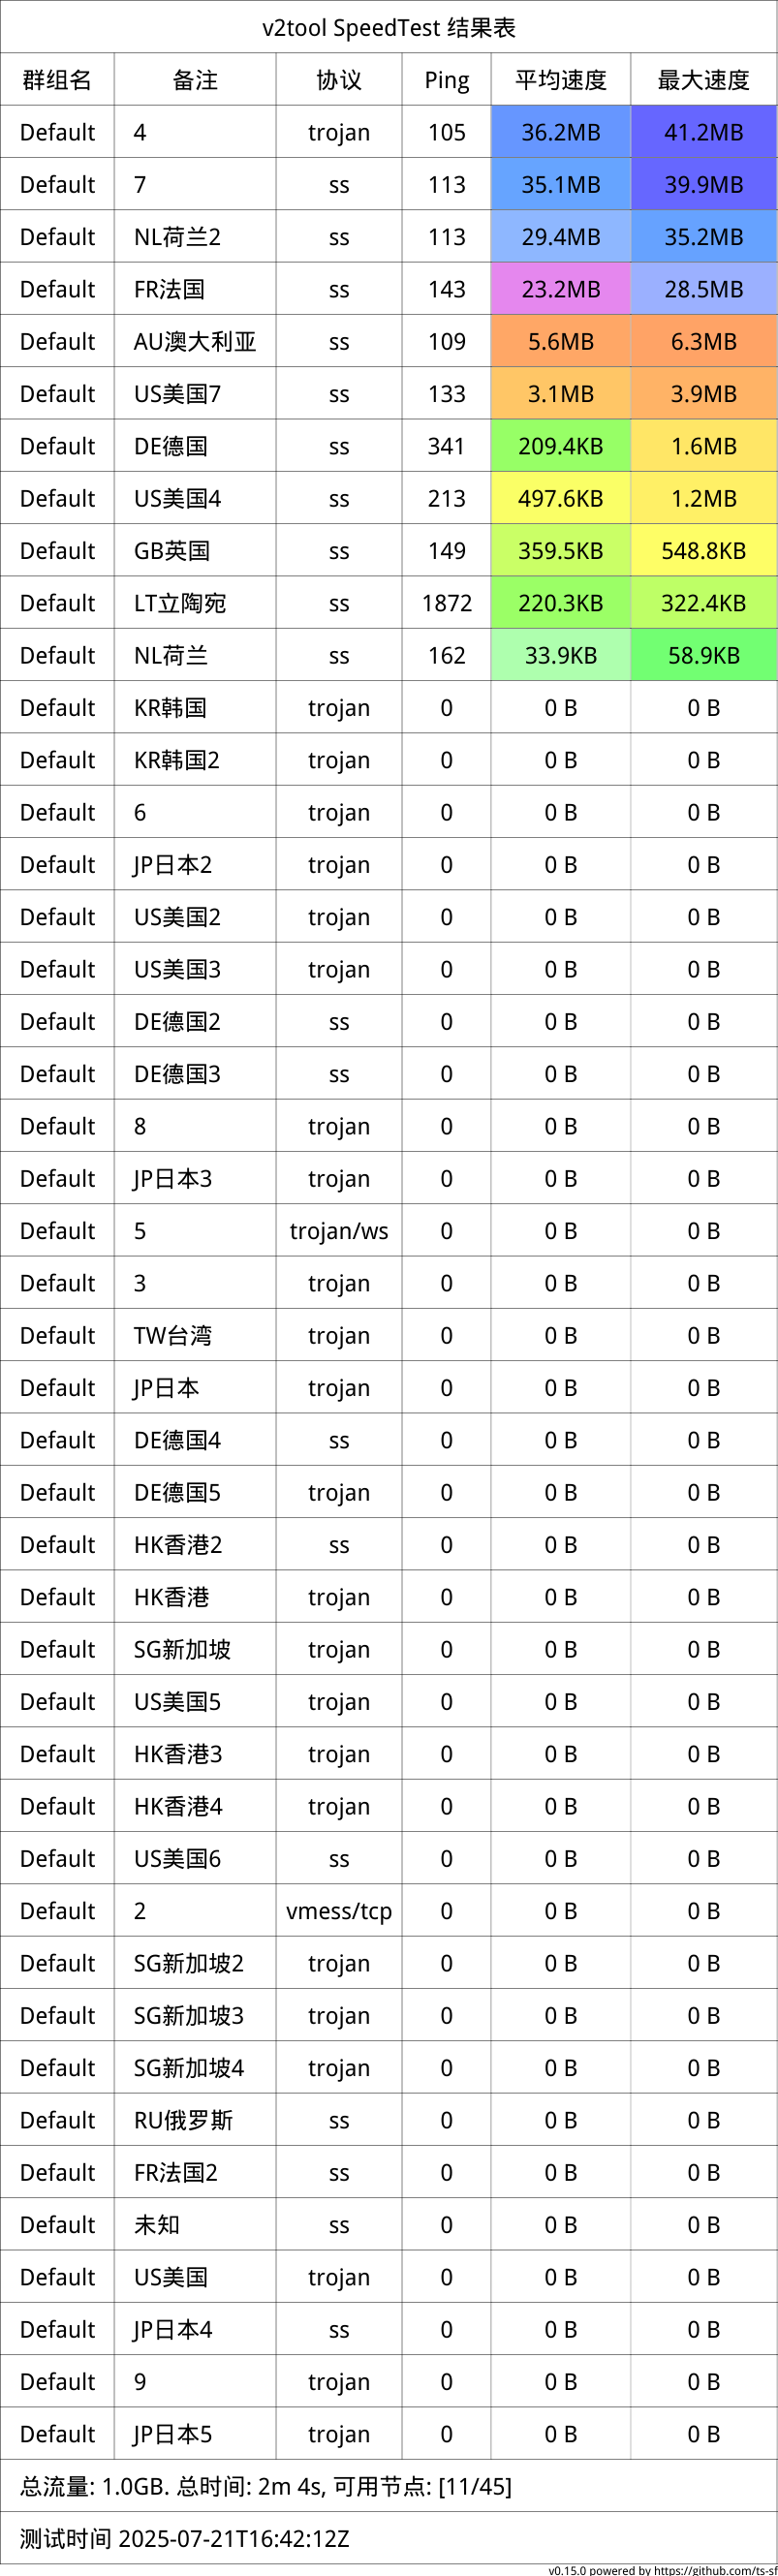 v2tool SpeedTest 结果表
群组名 备注 协议 Ping 平均速度 最大速度
Default 4 trojan 105 36.2MB 41.2MB
Default 7 ss 113 35.1MB 39.9MB
Default NL荷兰2 ss 113 29.4MB 35.2MB
Default FR法国 ss 143 23.2MB 28.5MB
Default AU澳大利亚 ss 109 5.6MB 6.3MB
Default US美国7 ss 133 3.1MB 3.9MB
Default DE德国 ss 341 209.4KB 1.6MB
Default US美国4 ss 213 497.6KB 1.2MB
Default GB英国 ss 149 359.5KB 548.8KB
Default LT立陶宛 ss 1872 220.3KB 322.4KB
Default NL荷兰 ss 162 33.9KB 58.9KB
Default KR韩国 trojan 0 0 B 0 B
Default KR韩国2 trojan 0 0 B 0 B
Default 6 trojan 0 0 B 0 B
Default JP日本2 trojan 0 0 B 0 B
Default US美国2 trojan 0 0 B 0 B
Default US美国3 trojan 0 0 B 0 B
Default DE德国2 ss 0 0 B 0 B
Default DE德国3 ss 0 0 B 0 B
Default 8 trojan 0 0 B 0 B
Default JP日本3 trojan 0 0 B 0 B
Default 5 trojan/ws 0 0 B 0 B
Default 3 trojan 0 0 B 0 B
Default TW台湾 trojan 0 0 B 0 B
Default JP日本 trojan 0 0 B 0 B
Default DE德国4 ss 0 0 B 0 B
Default DE德国5 trojan 0 0 B 0 B
Default HK香港2 ss 0 0 B 0 B
Default HK香港 trojan 0 0 B 0 B
Default SG新加坡 trojan 0 0 B 0 B
Default US美国5 trojan 0 0 B 0 B
Default HK香港3 trojan 0 0 B 0 B
Default HK香港4 trojan 0 0 B 0 B
Default US美国6 ss 0 0 B 0 B
Default 2 vmess/tcp 0 0 B 0 B
Default SG新加坡2 trojan 0 0 B 0 B
Default SG新加坡3 trojan 0 0 B 0 B
Default SG新加坡4 trojan 0 0 B 0 B
Default RU俄罗斯 ss 0 0 B 0 B
Default FR法国2 ss 0 0 B 0 B
Default 未知 ss 0 0 B 0 B
Default US美国 trojan 0 0 B 0 B
Default JP日本4 ss 0 0 B 0 B
Default 9 trojan 0 0 B 0 B
Default JP日本5 trojan 0 0 B 0 B
总流量: 1.0GB. 总时间: 2m 4s, 可用节点: [11/45]
测试时间 2025-07-21T16:42:12Z
v0.15.0 powered by https://github.com/ts-sf